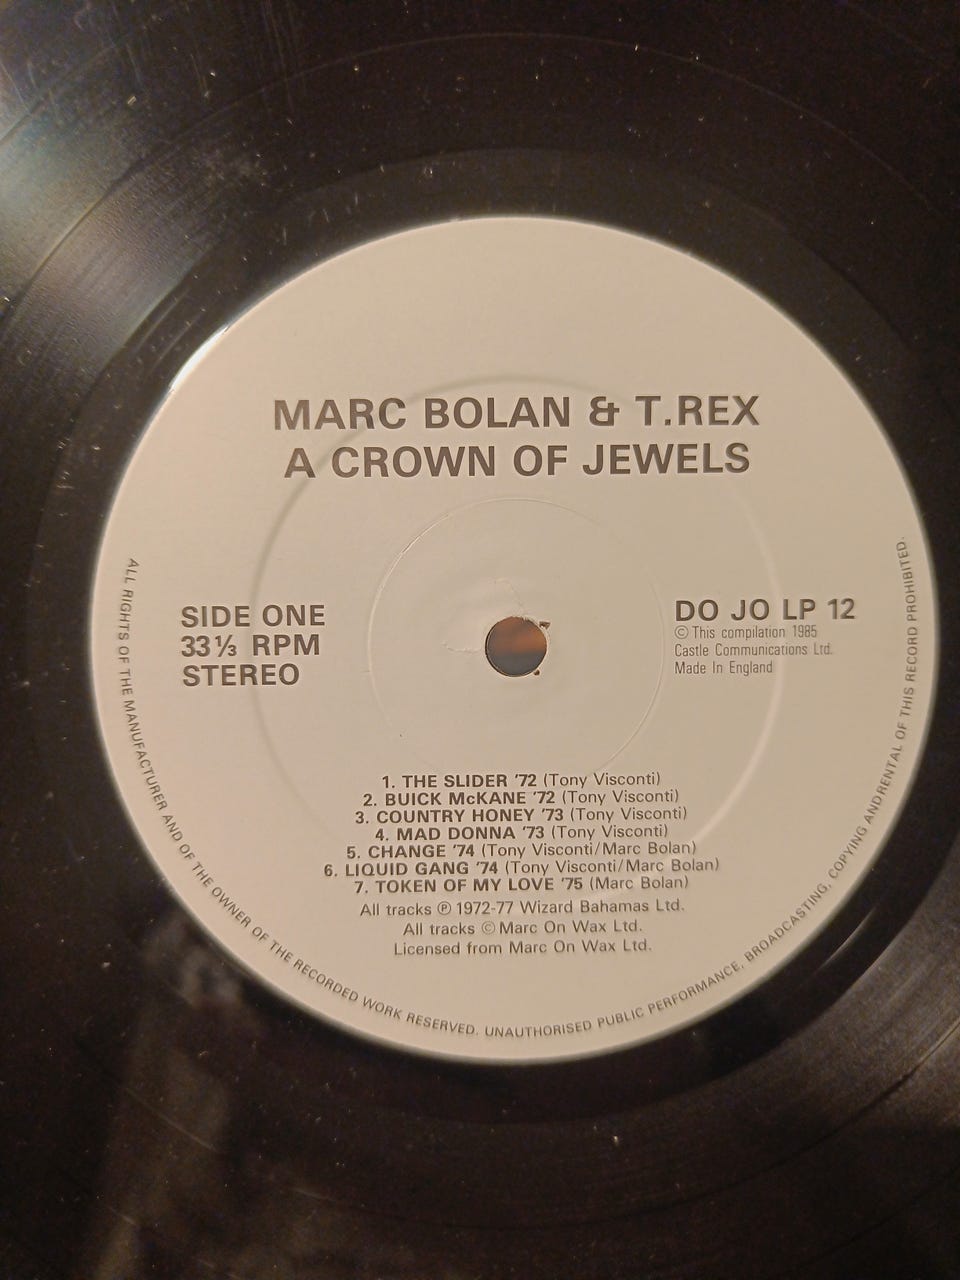 MARC BOLAN & T.REX
A CROWN OF JEWELS
SIDE ONE
33⅓ RPM
STEREO
DO JO LP 12
© This compilation 1985
Castle Communications Ltd.
Made In England
1. THE SLIDER '72 (Tony Visconti)
2. BUICK McKANE '72 (Tony Visconti)
3. COUNTRY HONEY '73 (Tony Visconti)
4. MAD DONNA '73 (Tony Visconti)
5. CHANGE '74 (Tony Visconti/Marc Bolan)
6. LIQUID GANG '74 (Tony Visconti/Marc Bolan)
7. TOKEN OF MY LOVE '75 (Marc Bolan)
All tracks ℗ 1972-77 Wizard Bahamas Ltd.
All tracks © Marc On Wax Ltd.
Licensed from Marc On Wax Ltd.
ALL RIGHTS OF THE MANUFACTURER AND OF THE OWNER OF THE RECORDED WORK RESERVED. UNAUTHORISED PUBLIC PERFORMANCE, BROADCASTING, COPYING AND RENTAL OF THIS RECORD PROHIBITED.